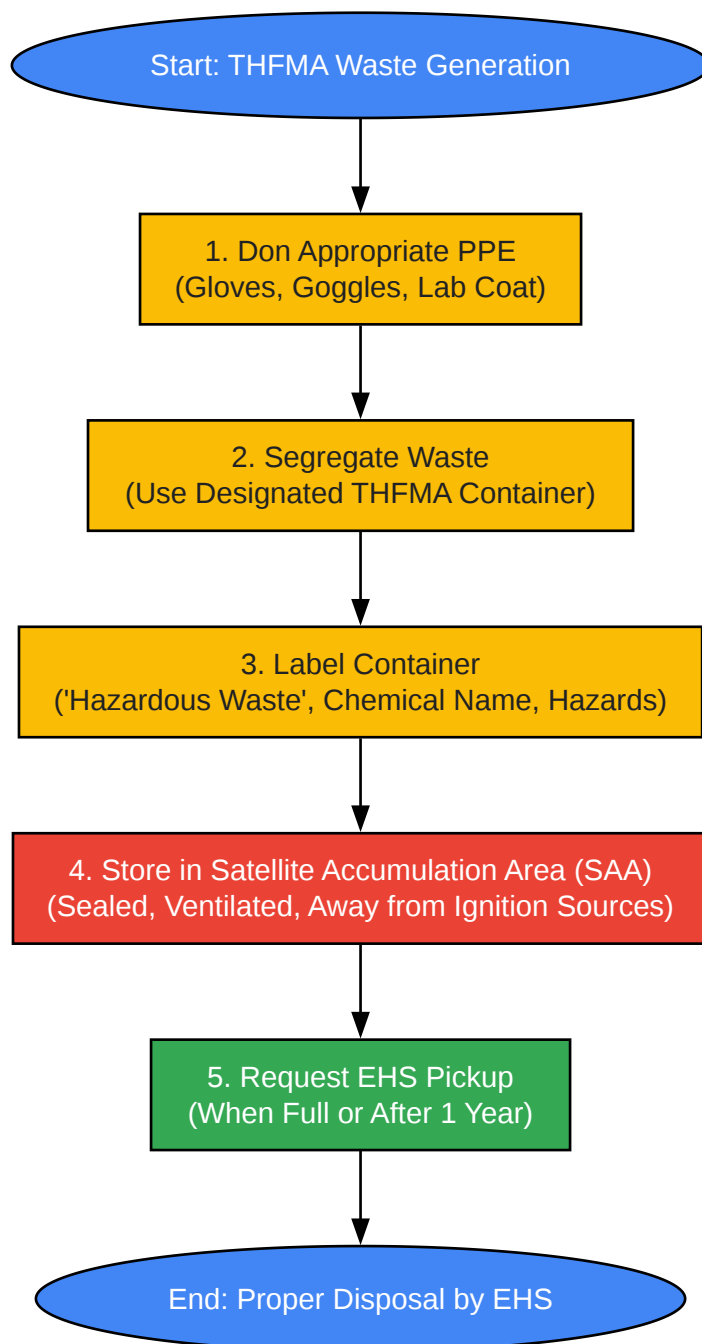 Start: THFMA Waste Generation
1. Don Appropriate PPE
(Gloves, Goggles, Lab Coat)
2. Segregate Waste
(Use Designated THFMA Container)
3. Label Container
('Hazardous Waste', Chemical Name, Hazards)
4. Store in Satellite Accumulation Area (SAA)
(Sealed, Ventilated, Away from Ignition Sources)
5. Request EHS Pickup
(When Full or After 1 Year)
End: Proper Disposal by EHS